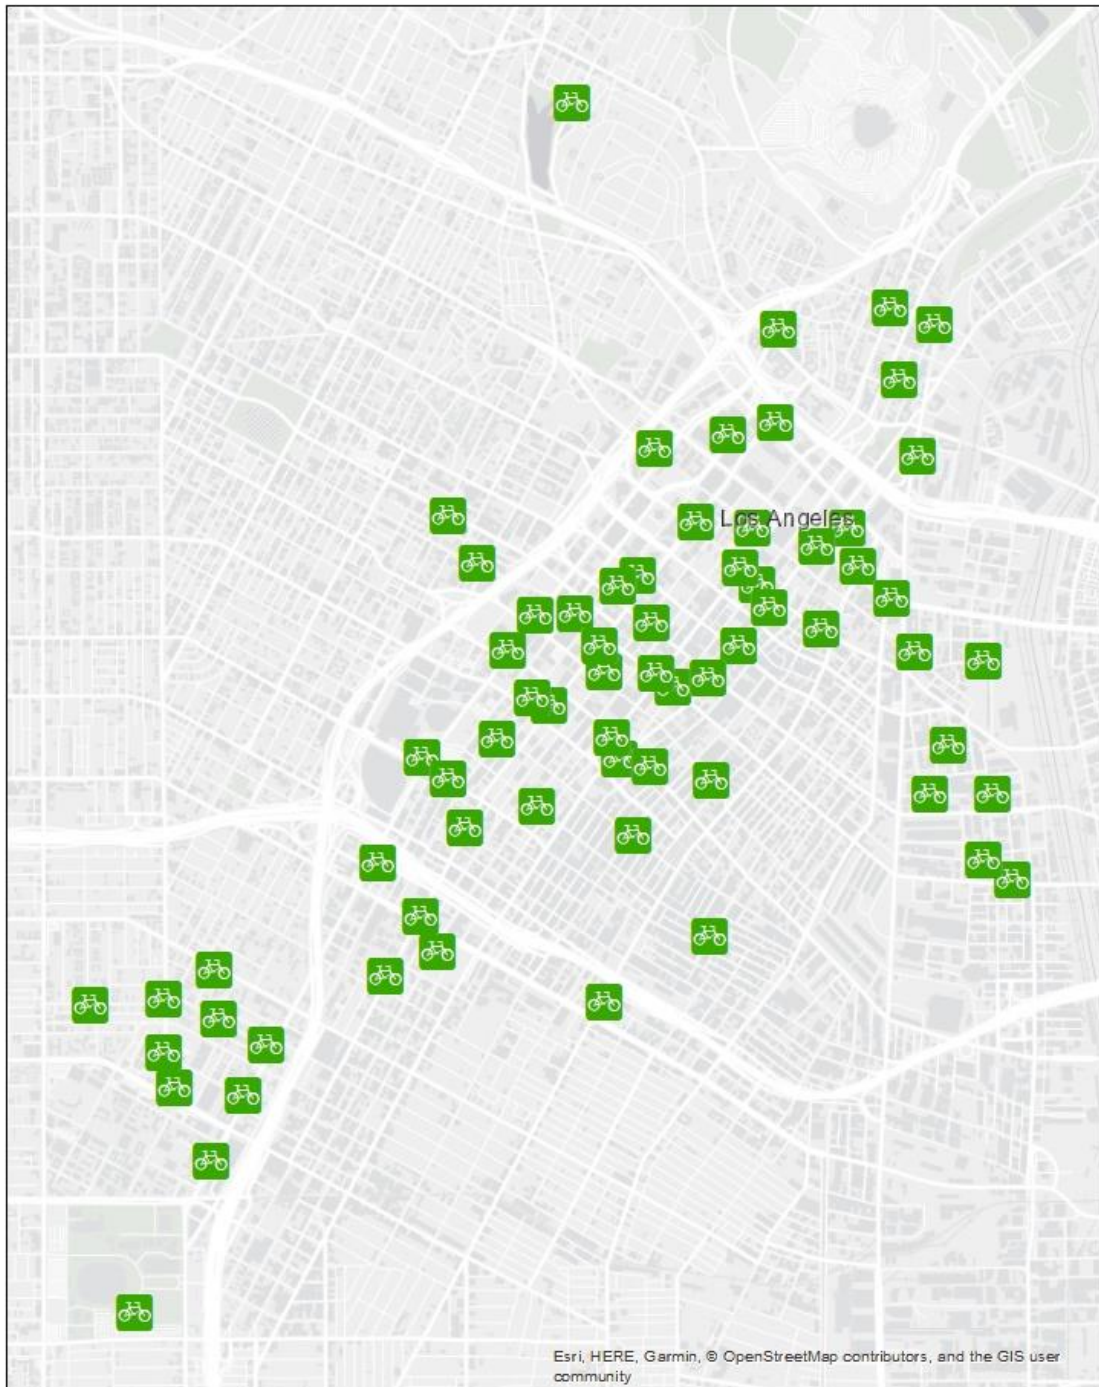 Los Angeles
Esri, HERE, Garmin, © OpenStreetMap contributors, and the GIS user
community